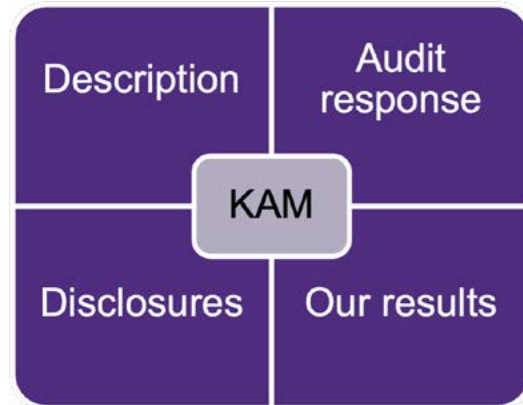 Description
Audit
response
KAM
Disclosures
Our results